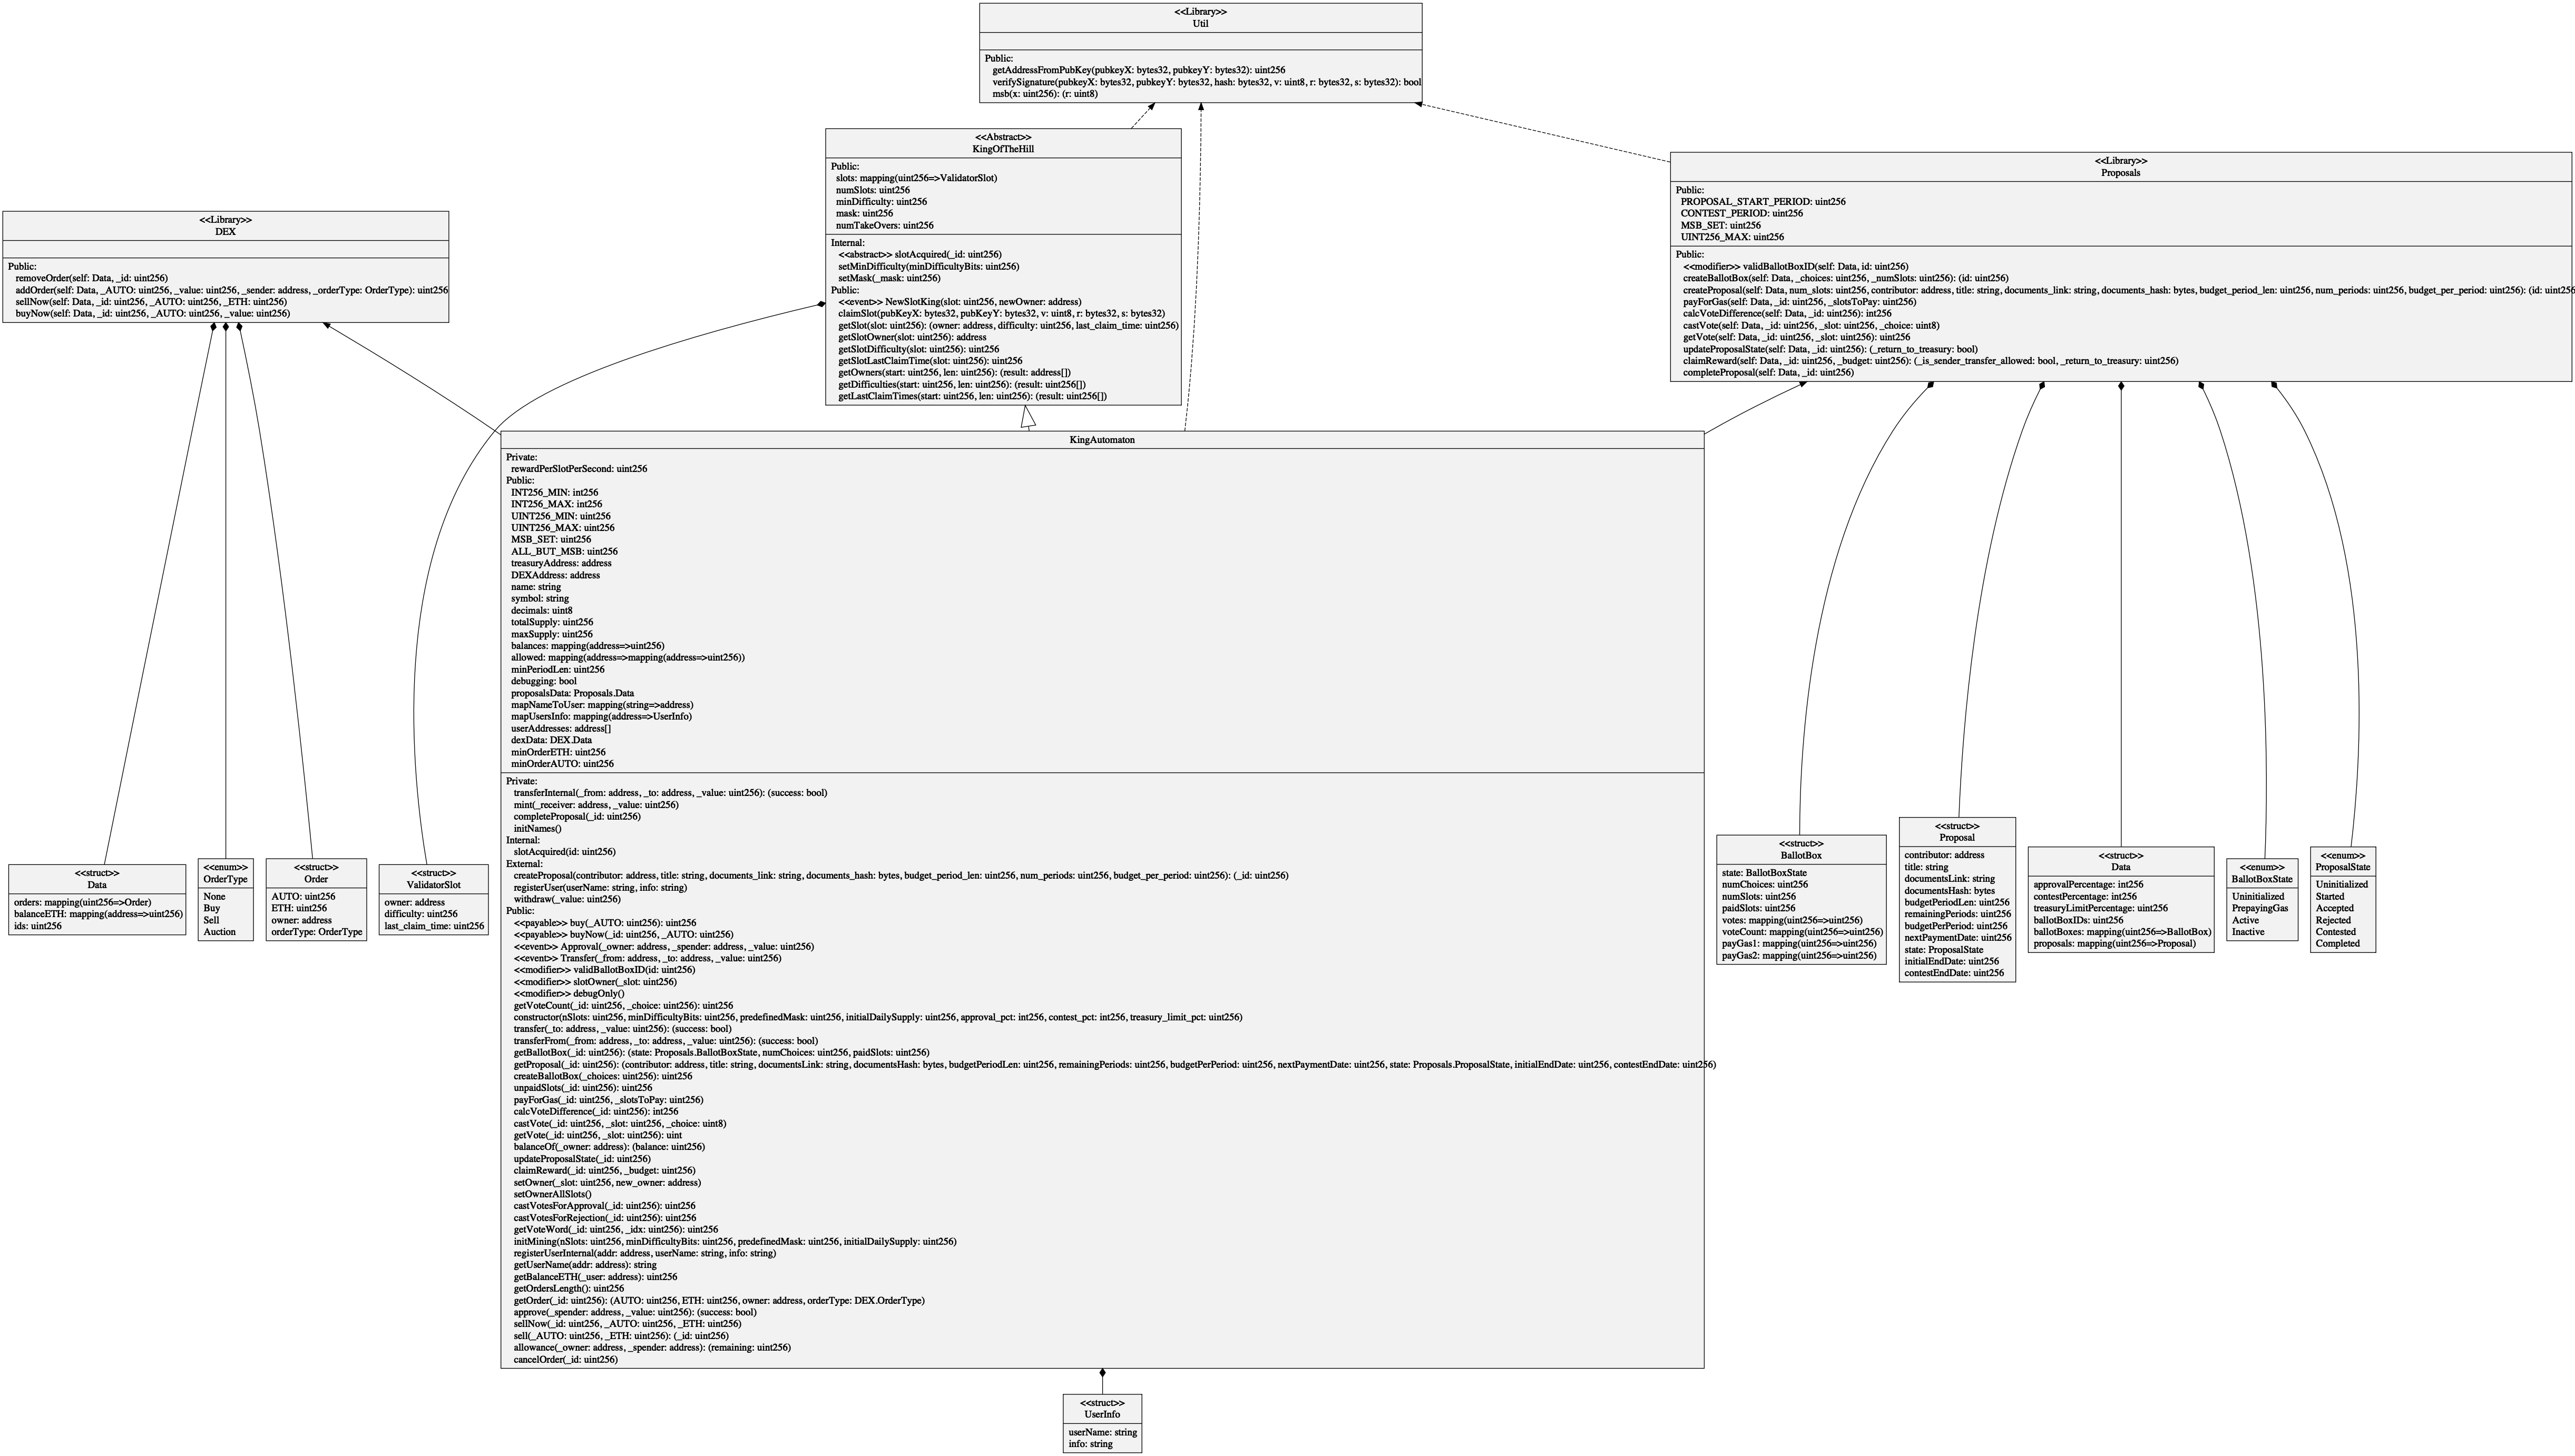 <<Library>>
Util
Public:
getAddressFromPubKey(pubkeyX: bytes32, pubkeyY: bytes32): uint256
verifySignature(pubkeyX: bytes32, pubkeyY: bytes32, hash: bytes32, v: uint8, r: bytes32, s: bytes32): bool
msb(x: uint256): (r: uint8)
<<Abstract>>
KingOfTheHill
Public:
slots: mapping(uint256=>ValidatorSlot)
numSlots: uint256
minDifficulty: uint256
mask: uint256
numTakeOvers: uint256
Internal:
<<abstract>> slotAcquired(_id: uint256)
setMinDifficulty(minDifficultyBits: uint256)
setMask(_mask: uint256)
Public:
<<event>> NewSlotKing(slot: uint256, newOwner: address)
claimSlot(pubKeyX: bytes32, pubKeyY: bytes32, v: uint8, r: bytes32, s: bytes32)
getSlot(slot: uint256): (owner: address, difficulty: uint256, last_claim_time: uint256)
getSlotOwner(slot: uint256): address
getSlotDifficulty(slot: uint256): uint256
getSlotLastClaimTime(slot: uint256): uint256
getOwners(start: uint256, len: uint256): (result: address[])
getDifficulties(start: uint256, len: uint256): (result: uint256[])
getLastClaimTimes(start: uint256, len: uint256): (result: uint256[])
<<Library>>
Proposals
Public:
PROPOSAL_START_PERIOD: uint256
CONTEST_PERIOD: uint256
MSB_SET: uint256
UINT256_MAX: uint256
Public:
<<modifier>> validBallotBoxID(self: Data, id: uint256)
createBallotBox(self: Data, _choices: uint256, _numSlots: uint256): (id: uint256)
createProposal(self: Data, num_slots: uint256, contributor: address, title: string, documents_link: string, documents_hash: bytes, budget_period_len: uint256, num_periods: uint256, budget_per_period: uint256): (id: uint256
payForGas(self: Data, _id: uint256, _slotsToPay: uint256)
calcVoteDifference(self: Data, _id: uint256): int256
castVote(self: Data, _id: uint256, _slot: uint256, _choice: uint8)
getVote(self: Data, _id: uint256, _slot: uint256): uint256
updateProposalState(self: Data, _id: uint256): (_return_to_treasury: bool)
claimReward(self: Data, _id: uint256, _budget: uint256): (_is_sender_transfer_allowed: bool, _return_to_treasury: uint256)
completeProposal(self: Data, _id: uint256)
<<Library>>
DEX
Public:
removeOrder(self: Data, _id: uint256)
addOrder(self: Data, _AUTO: uint256, _value: uint256, _sender: address, _orderType: OrderType): uint256
sellNow(self: Data, _id: uint256, _AUTO: uint256, _ETH: uint256)
buyNow(self: Data, _id: uint256, _AUTO: uint256, _value: uint256)
KingAutomaton
Private:
rewardPerSlotPerSecond: uint256
Public:
INT256_MIN: int256
INT256_MAX: int256
UINT256_MIN: uint256
UINT256_MAX: uint256
MSB_SET: uint256
ALL_BUT_MSB: uint256
treasuryAddress: address
DEXAddress: address
name: string
symbol: string
decimals: uint8
totalSupply: uint256
maxSupply: uint256
balances: mapping(address=>uint256)
allowed: mapping(address=>mapping(address=>uint256))
minPeriodLen: uint256
debugging: bool
proposalsData: Proposals.Data
mapNameToUser: mapping(string=>address)
mapUsersInfo: mapping(address=>UserInfo)
userAddresses: address[]
dexData: DEX.Data
minOrderETH: uint256
minOrderAUTO: uint256
Private:
transferInternal(_from: address, _to: address, _value: uint256): (success: bool)
mint(_receiver: address, _value: uint256)
completeProposal(_id: uint256)
initNames()
Internal:
slotAcquired(id: uint256)
External:
createProposal(contributor: address, title: string, documents_link: string, documents_hash: bytes, budget_period_len: uint256, num_periods: uint256, budget_per_period: uint256): (_id: uint256)
registerUser(userName: string, info: string)
withdraw(_value: uint256)
Public:
<<payable>> buy(_AUTO: uint256): uint256
<<payable>> buyNow(_id: uint256, _AUTO: uint256)
<<event>> Approval(_owner: address, _spender: address, _value: uint256)
<<event>> Transfer(_from: address, _to: address, _value: uint256)
<<modifier>> validBallotBoxID(id: uint256)
<<modifier>> slotOwner(_slot: uint256)
<<modifier>> debugOnly()
getVoteCount(_id: uint256, _choice: uint256): uint256
constructor(nSlots: uint256, minDifficultyBits: uint256, predefinedMask: uint256, initialDailySupply: uint256, approval_pct: int256, contest_pct: int256, treasury_limit_pct: uint256)
transfer(_to: address, _value: uint256): (success: bool)
transferFrom(_from: address, _to: address, _value: uint256): (success: bool)
getBallotBox(_id: uint256): (state: Proposals.BallotBoxState, numChoices: uint256, paidSlots: uint256)
getProposal(_id: uint256): (contributor: address, title: string, documentsLink: string, documentsHash: bytes, budgetPeriodLen: uint256, remainingPeriods: uint256, budgetPerPeriod: uint256, nextPaymentDate: uint256, state: Proposals.ProposalState, initialEndDate: uint256, contestEndDate: uint256)
createBallotBox(_choices: uint256): uint256
unpaidSlots(_id: uint256): uint256
payForGas(_id: uint256, _slotsToPay: uint256)
calcVoteDifference(_id: uint256): int256
castVote(_id: uint256, _slot: uint256, _choice: uint8)
getVote(_id: uint256, _slot: uint256): uint
balanceOf(_owner: address): (balance: uint256)
updateProposalState(_id: uint256)
claimReward(_id: uint256, _budget: uint256)
setOwner(_slot: uint256, new_owner: address)
setOwnerAllSlots()
castVotesForApproval(_id: uint256): uint256
castVotesForRejection(_id: uint256): uint256
getVoteWord(_id: uint256, _idx: uint256): uint256
initMining(nSlots: uint256, minDifficultyBits: uint256, predefinedMask: uint256, initialDailySupply: uint256)
registerUserInternal(addr: address, userName: string, info: string)
getUserName(addr: address): string
getBalanceETH(_user: address): uint256
getOrdersLength(): uint256
getOrder(_id: uint256): (AUTO: uint256, ETH: uint256, owner: address, orderType: DEX.OrderType)
approve(_spender: address, _value: uint256): (success: bool)
sellNow(_id: uint256, _AUTO: uint256, _ETH: uint256)
sell(_AUTO: uint256, _ETH: uint256): (_id: uint256)
allowance(_owner: address, _spender: address): (remaining: uint256)
cancelOrder(_id: uint256)
<<struct>>
Data
orders: mapping(uint256=>Order)
balanceETH: mapping(address=>uint256)
ids: uint256
<<enum>>
OrderType
None
Buy
Sell
Auction
<<struct>>
Order
AUTO: uint256
ETH: uint256
owner: address
orderType: OrderType
<<struct>>
ValidatorSlot
owner: address
difficulty: uint256
last_claim_time: uint256
<<struct>>
BallotBox
state: BallotBoxState
numChoices: uint256
numSlots: uint256
paidSlots: uint256
votes: mapping(uint256=>uint256)
voteCount: mapping(uint256=>uint256)
payGas1: mapping(uint256=>uint256)
payGas2: mapping(uint256=>uint256)
<<struct>>
Proposal
contributor: address
title: string
documentsLink: string
documentsHash: bytes
budgetPeriodLen: uint256
remainingPeriods: uint256
budgetPerPeriod: uint256
nextPaymentDate: uint256
state: ProposalState
initialEndDate: uint256
contestEndDate: uint256
<<struct>>
Data
approvalPercentage: int256
contestPercentage: int256
treasuryLimitPercentage: uint256
ballotBoxIDs: uint256
ballotBoxes: mapping(uint256=>BallotBox)
proposals: mapping(uint256=>Proposal)
<<enum>>
BallotBoxState
Uninitialized
PrepayingGas
Active
Inactive
<<enum>>
ProposalState
Uninitialized
Started
Accepted
Rejected
Contested
Completed
<<struct>>
UserInfo
userName: string
info: string